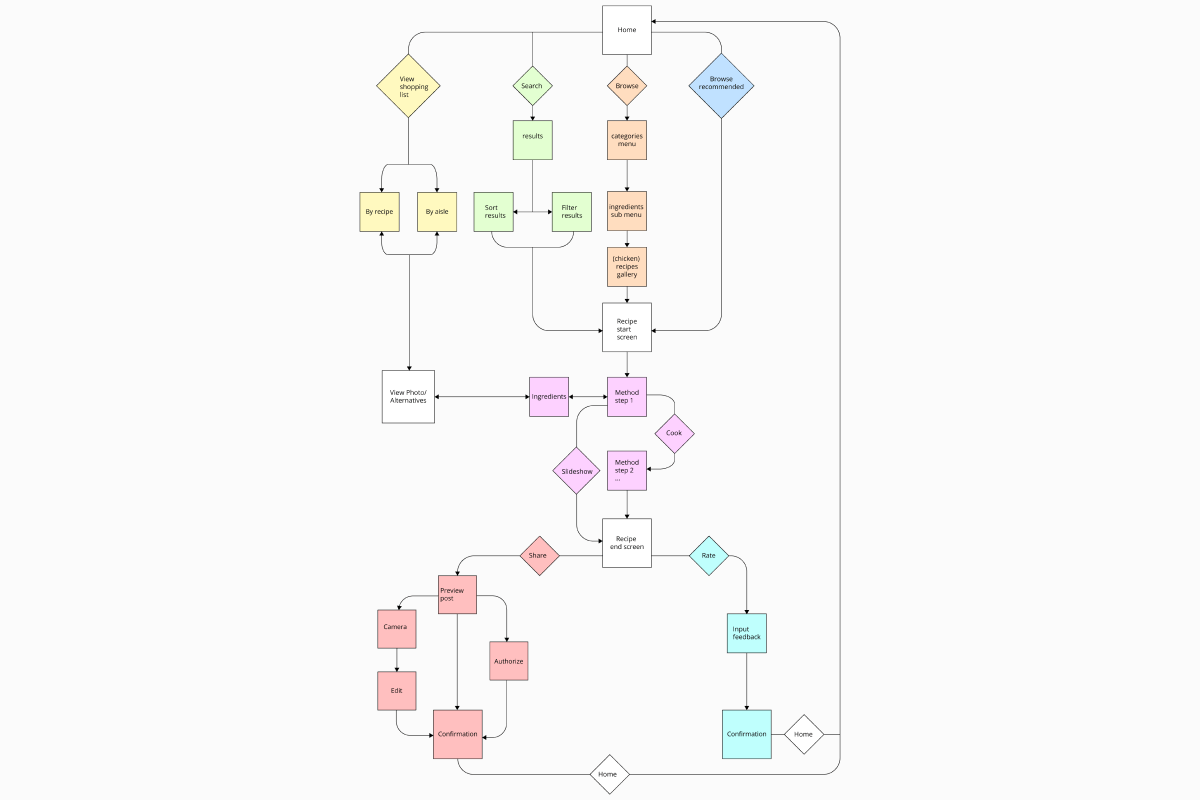 Home
View
shopping
list
Search
Browse
Browse
recommended
results
categories
menu
By recipe
By aisle
Sort
results
Filter
results
ingredients
sub menu
(chicken)
recipes
gallery
Recipe
start
screen
View Photo/
Alternatives
Ingredients
Method
step 1
Cook
Slideshow
Method
step 2
...
Recipe
end screen
Share
Rate
Preview
post
Camera
Input
feedback
Authorize
Edit
Confirmation
Confirmation
Home
Home